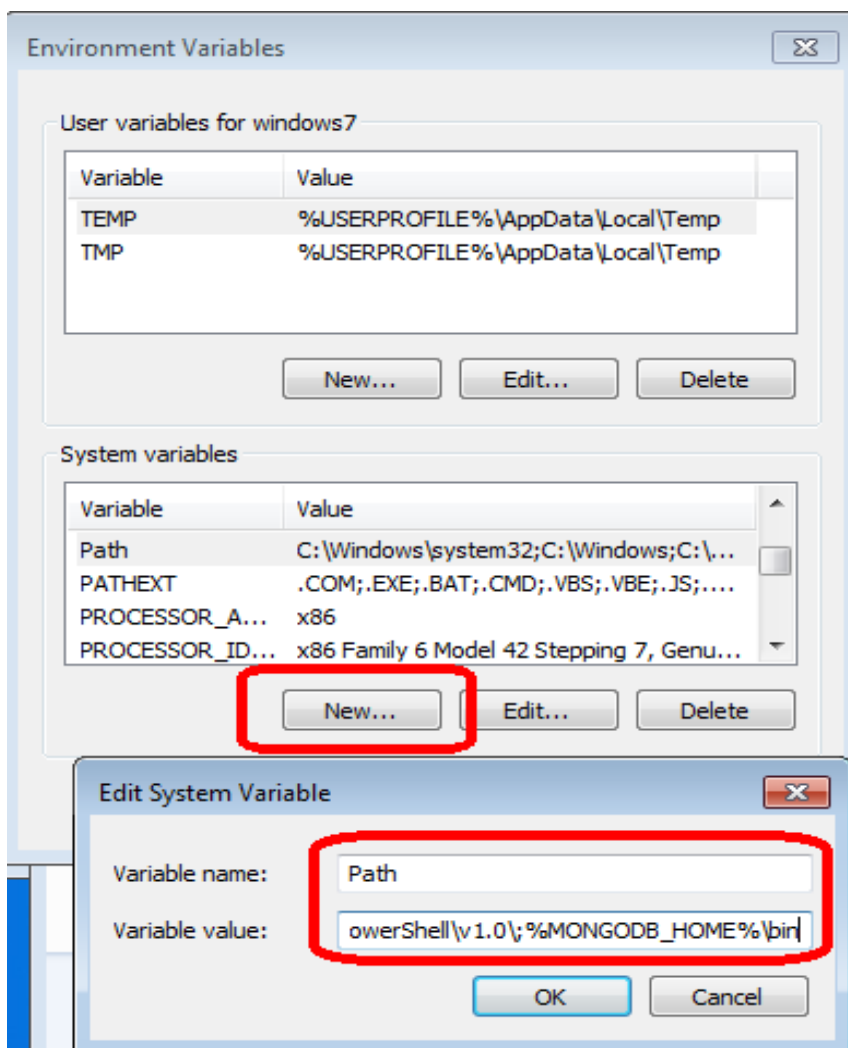 Environment Variables
User variables for windows7
Variable Value
TEMP %USERPROFILE%\AppData\Local\Temp
TMP %USERPROFILE%\AppData\Local\Temp
New... Edit... Delete
System variables
Variable Value
Path C:\Windows\system32;C:\Windows;C:\...
PATHEXT .COM;.EXE;.BAT;.CMD;.VBS;.VBE;.JS;....
PROCESSOR_A... x86
PROCESSOR_ID... x86 Family 6 Model 42 Stepping 7, Genu...
New... Edit... Delete
Edit System Variable
Variable name: Path
Variable value: owerShell\v1.0\;%MONGODB_HOME%\bin
OK Cancel